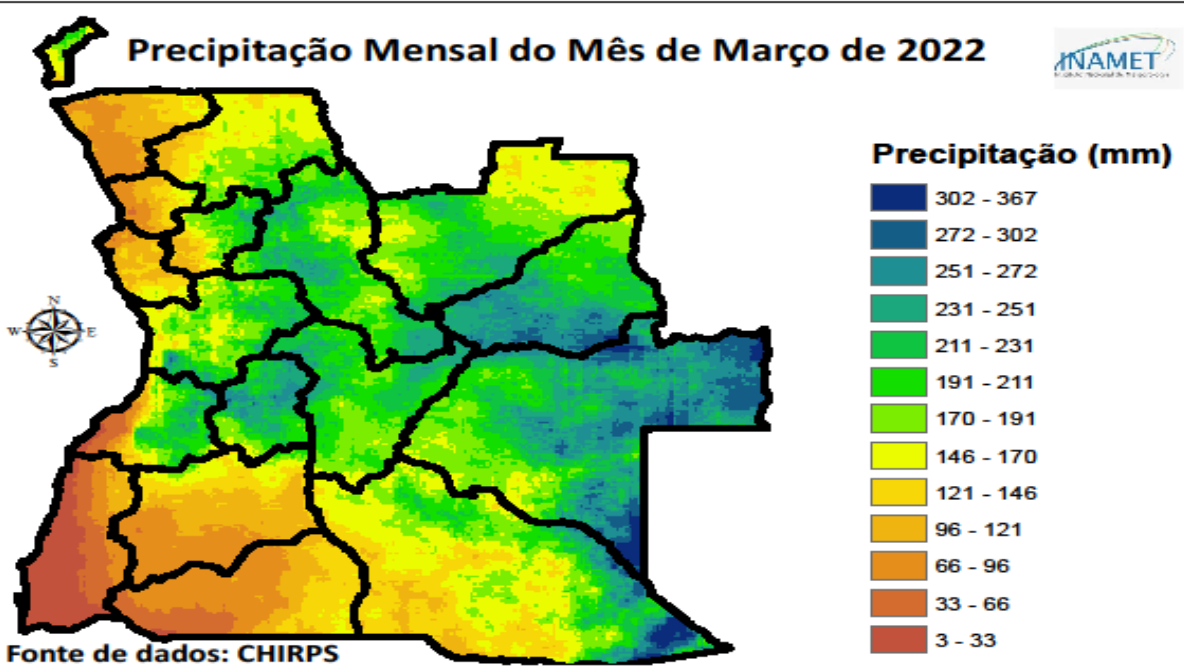 Precipitação Mensal do Mês de Março de 2022
INAMET
Precipitação (mm)
302 - 367
272 - 302
251 - 272
231 - 251
211 - 231
191 - 211
170 - 191
146 - 170
121 - 146
96 - 121
66 - 96
33 - 66
3 - 33
N
W E
S
Fonte de dados: CHIRPS